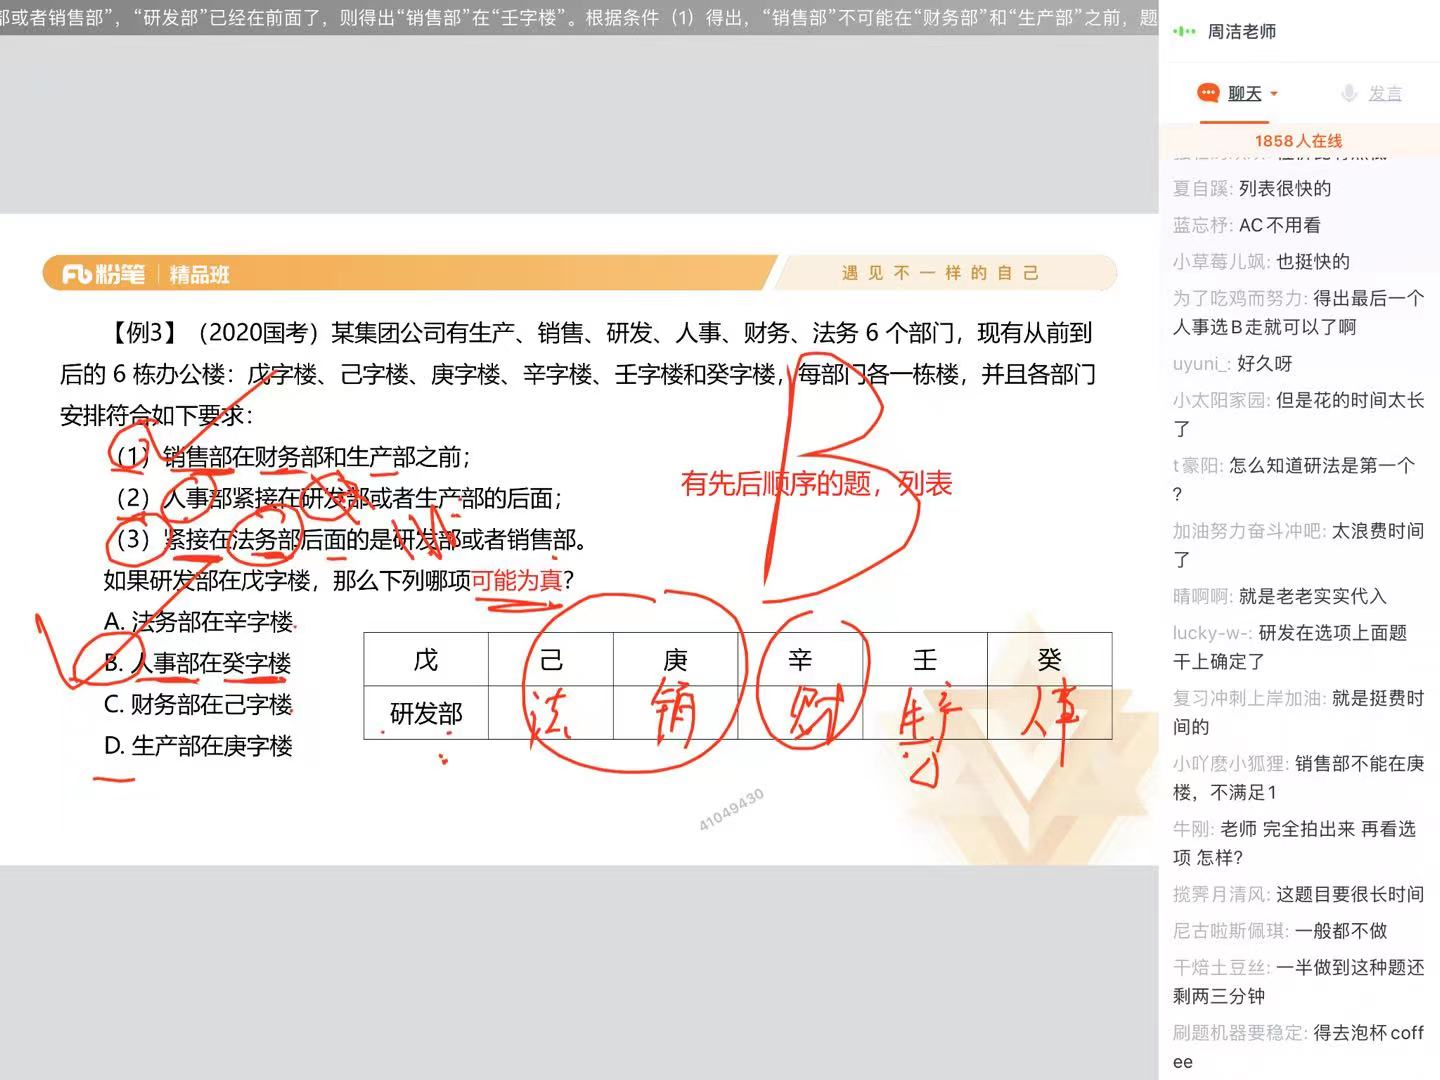 部或者销售部”，“研发部”已经在前面了，则得出“销售部”在“壬字楼”。根据条件（1）得出，“销售部”不可能在“财务部”和“生产部”之前，题
周洁老师
聊天
发言
1858人在线
夏自蹊: 列表很快的
蓝忘杼: AC不用看
小草莓儿飒: 也挺快的
为了吃鸡而努力: 得出最后一个
人事选B走就可以了啊
uyuni_: 好久呀
小太阳家园: 但是花的时间太长
了
t豪阳: 怎么知道研法是第一个
?
加油努力奋斗冲吧: 太浪费时间
了
晴啊啊: 就是老老实实代入
lucky-w-: 研发在选项上面题
干上确定了
复习冲刺上岸加油: 就是挺费时
间的
小吖麽小狐狸: 销售部不能在庚
楼，不满足1
牛刚: 老师 完全拍出来 再看选
项 怎样?
揽霁月清风: 这题目要很长时间
尼古啦斯佩琪: 一般都不做
干焙土豆丝: 一半做到这种题还
剩两三分钟
刷题机器要稳定: 得去泡杯coff
ee
粉笔 精品班
遇见不一样的自己
【例3】（2020国考）某集团公司有生产、销售、研发、人事、财务、法务 6 个部门，现有从前到
后的 6 栋办公楼：戊字楼、己字楼、庚字楼、辛字楼、壬字楼和癸字楼，每部门各一栋楼，并且各部门
安排符合如下要求：
（1）销售部在财务部和生产部之前；
（2）人事部紧接在研发部或者生产部的后面；
（3）紧接在法务部后面的是研发部或者销售部。
如果研发部在戊字楼，那么下列哪项可能为真?
A. 法务部在辛字楼
B. 人事部在癸字楼
C. 财务部在己字楼
D. 生产部在庚字楼
有先后顺序的题，列表
B
戊 己 庚 辛 壬 癸
研发部 法 销 财 生产 人事
41049430